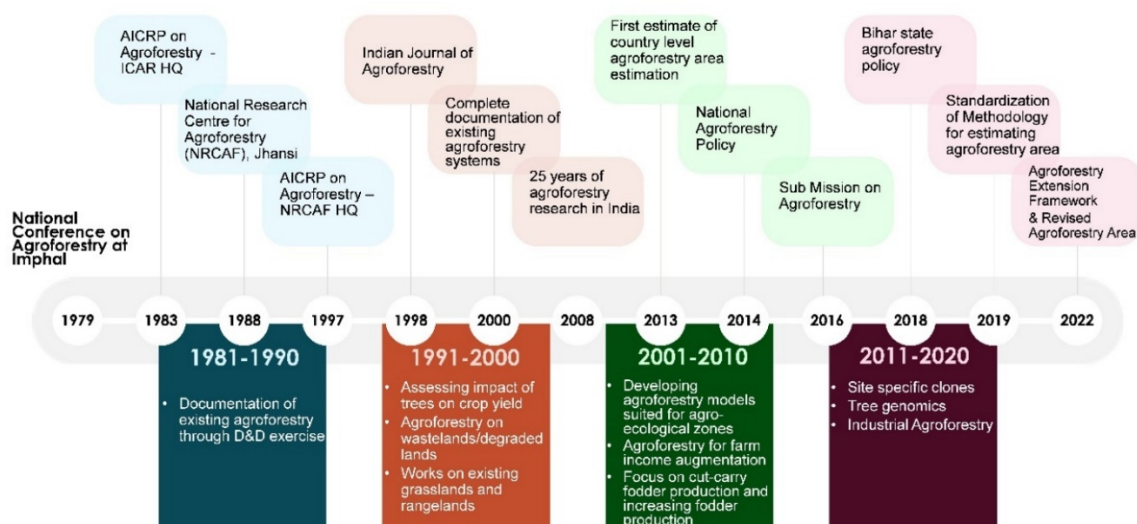 AICRP on
Agroforestry -
ICAR HQ
National Research
Centre for
Agroforestry
(NRCAF), Jhansi
AICRP on
Agroforestry –
NRCAF HQ
Indian Journal of
Agroforestry
Complete
documentation of
existing
agroforestry
systems
25 years of
agroforestry
research in India
First estimate of
country level
agroforestry area
estimation
National
Agroforestry
Policy
Sub Mission on
Agroforestry
Bihar state
agroforestry
policy
Standardization of
Methodology
for estimating
agroforestry area
Agroforestry
Extension
Framework
& Revised
Agroforestry Area
National
Conference on
Agroforestry at
Imphal
1979
1983
1988
1997
1998
2000
2008
2013
2014
2016
2018
2019
2022
1981-1990
• Documentation of
existing agroforestry
through D&D exercise
1991-2000
• Assessing impact of
trees on crop yield
• Agroforestry on
wastelands/degraded
lands
• Works on existing
grasslands and
rangelands
2001-2010
• Developing
agroforestry models
suited for agro-
ecological zones
• Agroforestry for farm
income augmentation
• Focus on cut-carry
fodder production and
increasing fodder
production
2011-2020
• Site specific clones
• Tree genomics
• Industrial Agroforestry